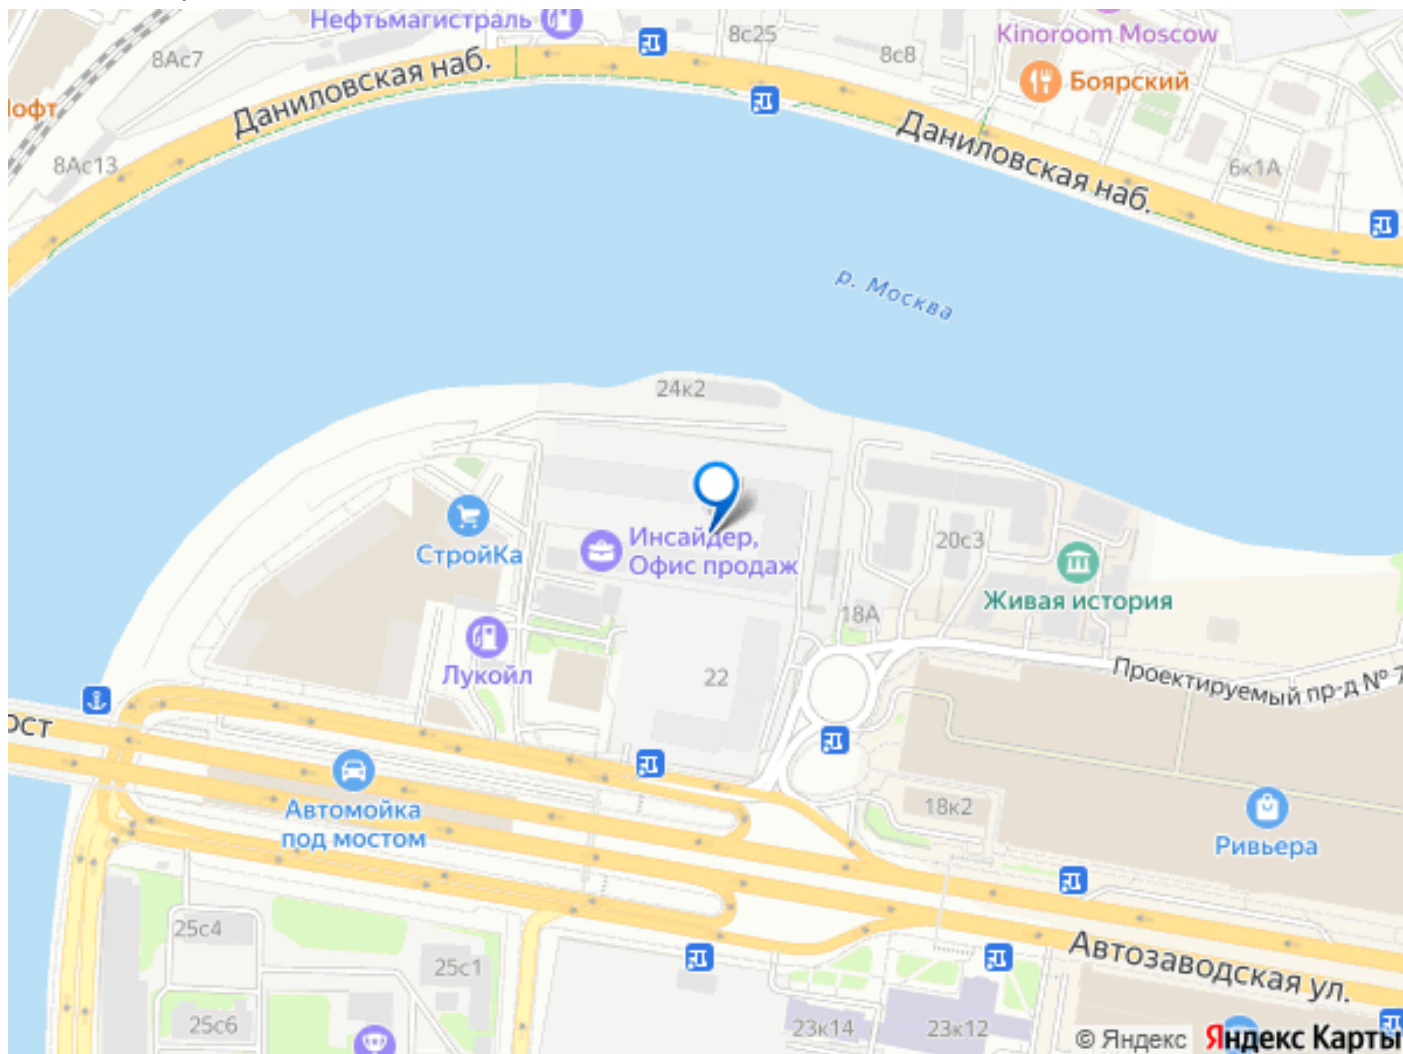 Нефтьмагистраль
8с25
8с8
Kinoroom Moscow
8Ас7
Боярский
Даниловская наб.
Даниловская наб.
8Ас13
6к1А
р. Москва
24к2
СтройКа
Инсайдер,
Офис продаж
20с3
Живая история
18А
Лукойл
22
Проектируемый пр-д № 7
Автомойка
под мостом
18к2
Ривьера
25с4
25с1
Автозаводская ул.
25с6
23к14
23к12
© Яндекс Яндекс Карты